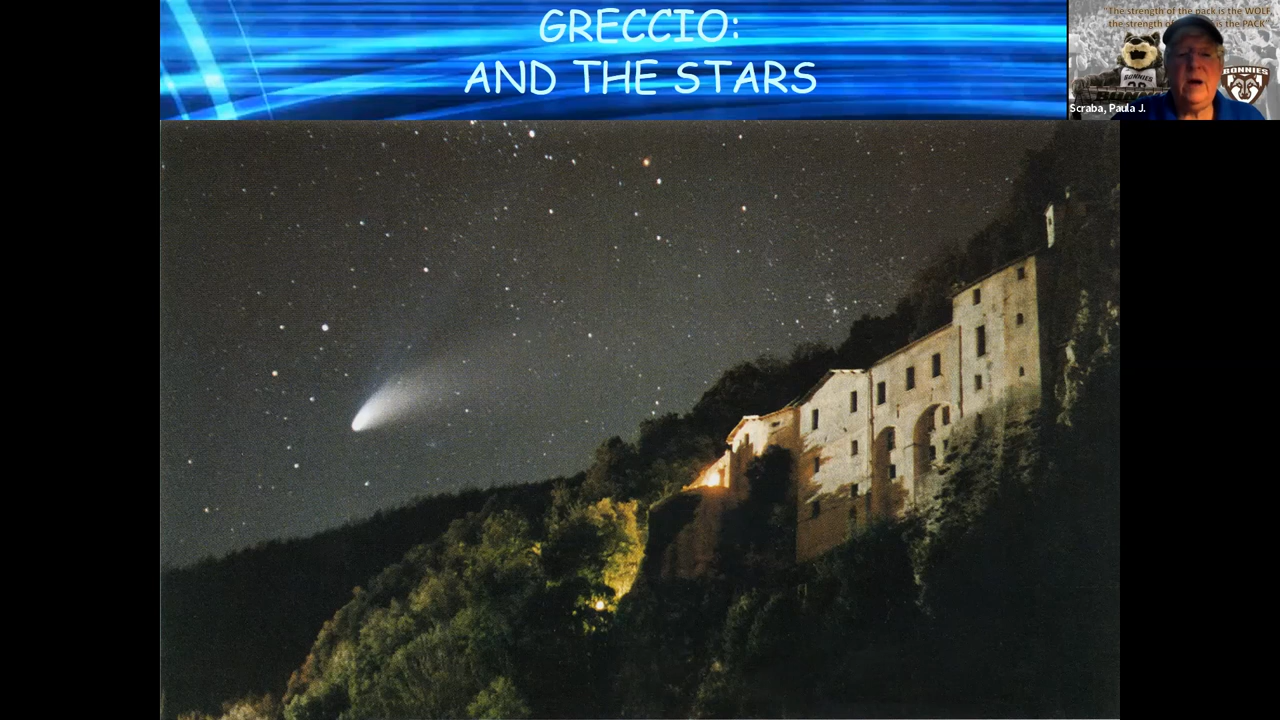 GRECCIO:
AND THE STARS
"The strength of the pack is the WOLF,
the strength of is the PACK"
BONNIES
BONNIES
Scraba, Paula J.